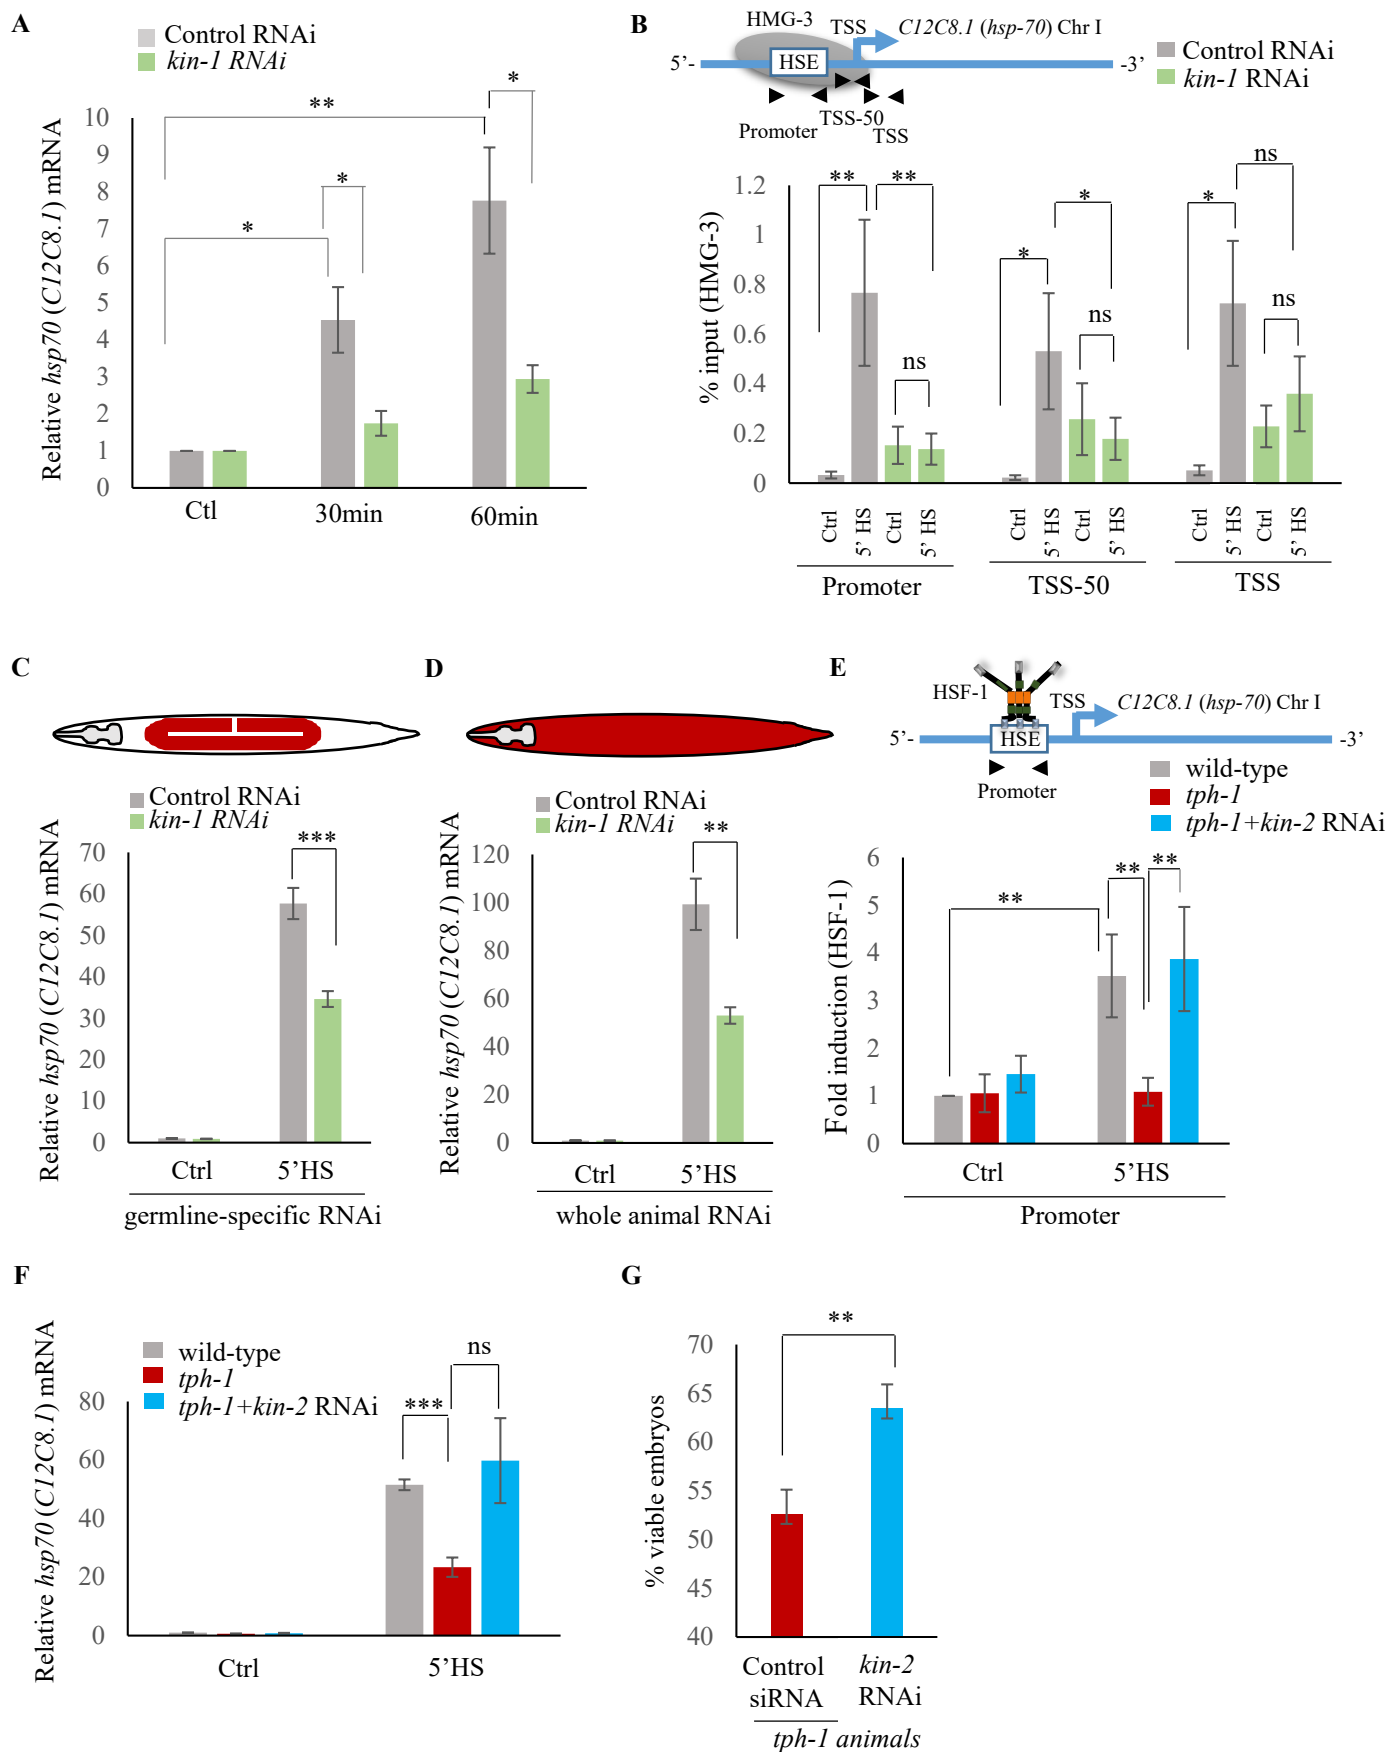 A
Control RNAi
kin-1 RNAi
Relative hsp70 (C12C8.1) mRNA
10
9
8
7
6
5
4
3
2
1
0
**
*
*
*
Ctl
30min
60min
B
HMG-3
TSS
C12C8.1 (hsp-70) Chr I
5'-
HSE
-3'
Promoter
TSS-50
TSS
Control RNAi
kin-1 RNAi
% input (HMG-3)
1.2
1
0.8
0.6
0.4
0.2
0
**
**
ns
*
*
ns
*
ns
ns
Ctrl
5' HS
Ctrl
5' HS
Ctrl
5' HS
Ctrl
5' HS
Ctrl
5' HS
Ctrl
5' HS
Promoter
TSS-50
TSS
C
Control RNAi
kin-1 RNAi
Relative hsp70 (C12C8.1) mRNA
70
60
50
40
30
20
10
0
***
Ctrl
5'HS
germline-specific RNAi
D
Control RNAi
kin-1 RNAi
Relative hsp70 (C12C8.1) mRNA
120
100
80
60
40
20
0
**
Ctrl
5'HS
whole animal RNAi
E
HSF-1
TSS
C12C8.1 (hsp-70) Chr I
5'-
HSE
-3'
Promoter
wild-type
tph-1
tph-1+kin-2 RNAi
Fold induction (HSF-1)
6
5
4
3
2
1
0
**
**
**
Ctrl
5'HS
Promoter
F
wild-type
tph-1
tph-1+kin-2 RNAi
Relative hsp70 (C12C8.1) mRNA
80
60
40
20
0
***
ns
Ctrl
5'HS
G
% viable embryos
70
65
60
55
50
45
40
**
Control
siRNA
kin-2
RNAi
tph-1 animals